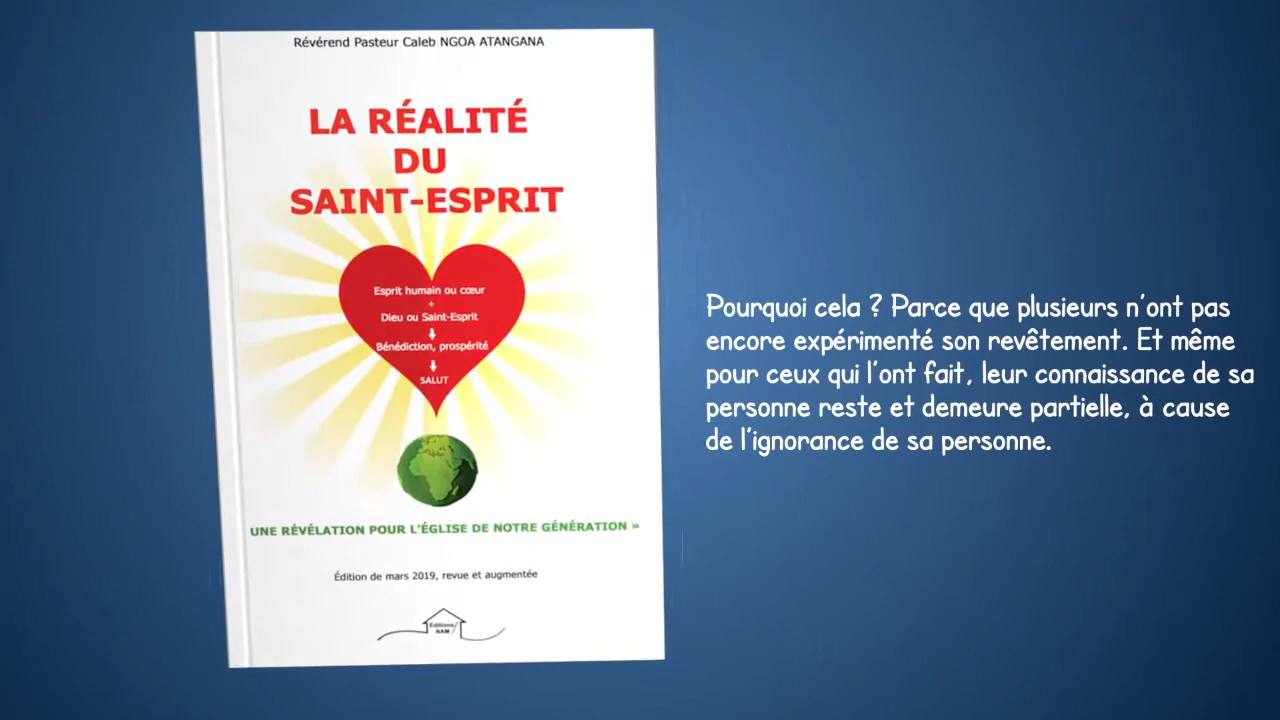 Révérend Pasteur Caleb NGOA ATANGANA
LA RÉALITÉ
DU
SAINT-ESPRIT
Esprit humain ou cœur
+
Dieu ou Saint-Esprit
Bénédiction, prospérité
SALUT
UNE RÉVÉLATION POUR L'ÉGLISE DE NOTRE GÉNÉRATION »
Édition de mars 2019, revue et augmentée
Editions
NAM
Pourquoi cela ? Parce que plusieurs n'ont pas
encore expérimenté son revêtement. Et même
pour ceux qui l'ont fait, leur connaissance de sa
personne reste et demeure partielle, à cause
de l'ignorance de sa personne.